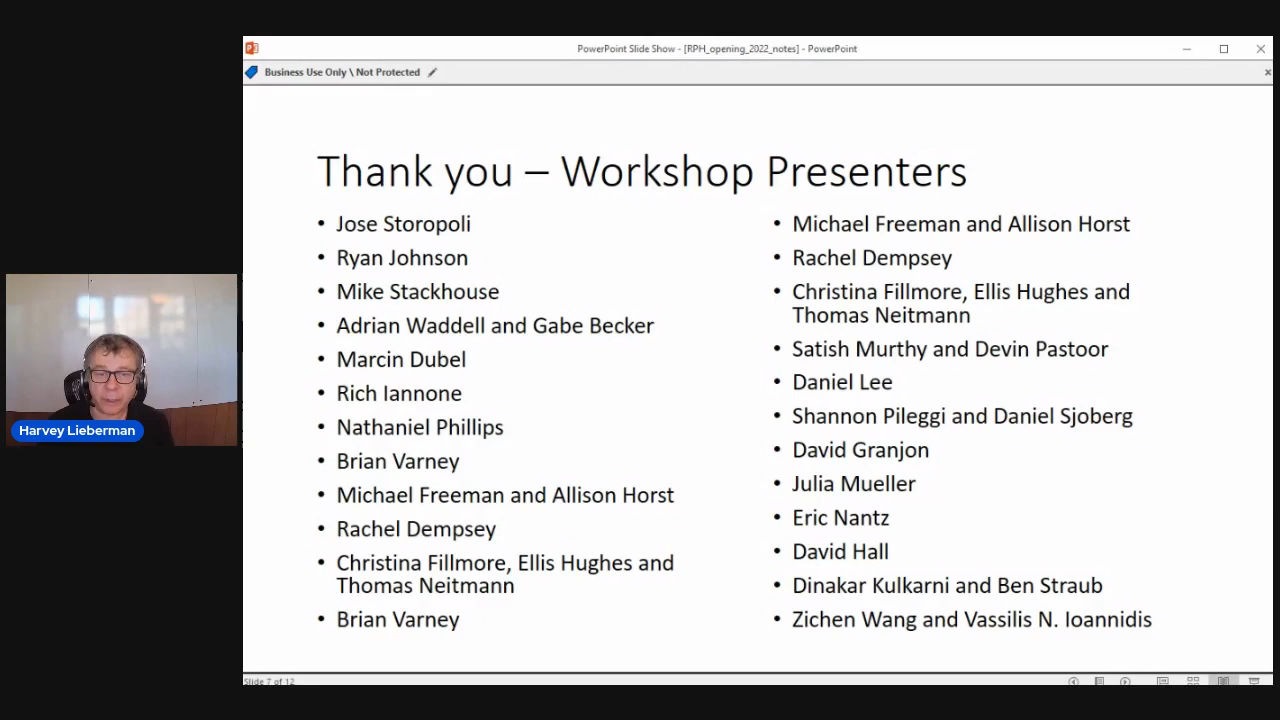 PowerPoint Slide Show - [RPH_opening_2022_notes] - PowerPoint
Business Use Only \ Not Protected
Thank you – Workshop Presenters
• Jose Storopoli
• Ryan Johnson
• Mike Stackhouse
• Adrian Waddell and Gabe Becker
• Marcin Dubel
• Rich Iannone
• Nathaniel Phillips
• Brian Varney
• Michael Freeman and Allison Horst
• Rachel Dempsey
• Christina Fillmore, Ellis Hughes and
Thomas Neitmann
• Brian Varney
• Michael Freeman and Allison Horst
• Rachel Dempsey
• Christina Fillmore, Ellis Hughes and
Thomas Neitmann
• Satish Murthy and Devin Pastoor
• Daniel Lee
• Shannon Pileggi and Daniel Sjoberg
• David Granjon
• Julia Mueller
• Eric Nantz
• David Hall
• Dinakar Kulkarni and Ben Straub
• Zichen Wang and Vassilis N. Ioannidis
Harvey Lieberman
Slide 7 of 12